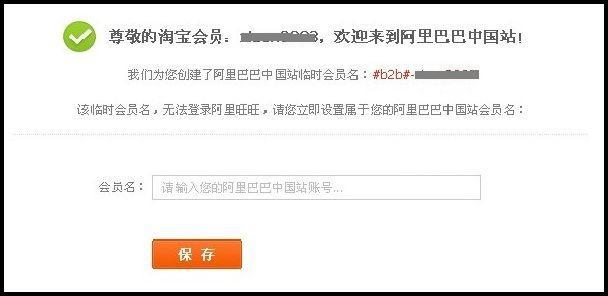 尊敬的淘宝会员：，欢迎来到阿里巴巴中国站！
我们为您创建了阿里巴巴中国站临时会员名：#b2b#-
该临时会员名，无法登录阿里旺旺，请您立即设置属于您的阿里巴巴中国站会员名：
会员名：请输入您的阿里巴巴中国站账号...
保 存